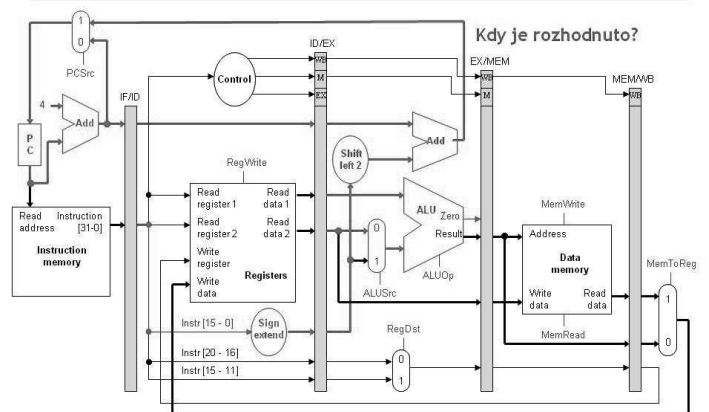 Kdy je rozhodnuto?
1
0
PCSrc
4
Add
P
C
IF/ID
ID/EX
WB
M
EX
Control
EX/MEM
WB
M
MEM/WB
WB
Add
Shift
left 2
RegWrite
Read
address
Instruction
[31-0]
Instruction
memory
Read
register 1
Read
data 1
Read
register 2
Read
data 2
Write
register
Write
data
Registers
0
1
ALUSrc
ALU
Zero
Result
ALUOp
MemWrite
Address
Data
memory
Write
data
Read
data
MemRead
MemToReg
1
0
Instr [15 - 0]
Sign
extend
RegDst
Instr [20 - 16]
Instr [15 - 11]
0
1